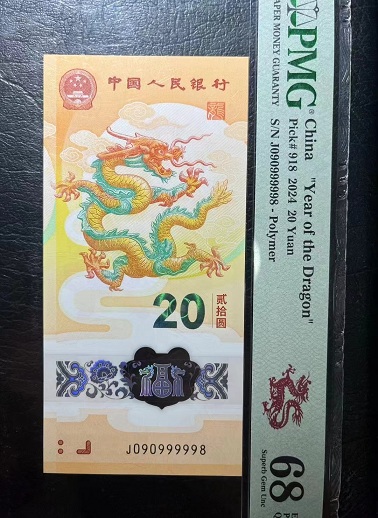 中国人民银行
20
贰拾圆
J090999998
PMG
PAPER MONEY GUARANTY
China "Year of the Dragon"
Pick# 918 2024 20 Yuan
S/N J090999998 - Polymer
68
Superb Gem Unc